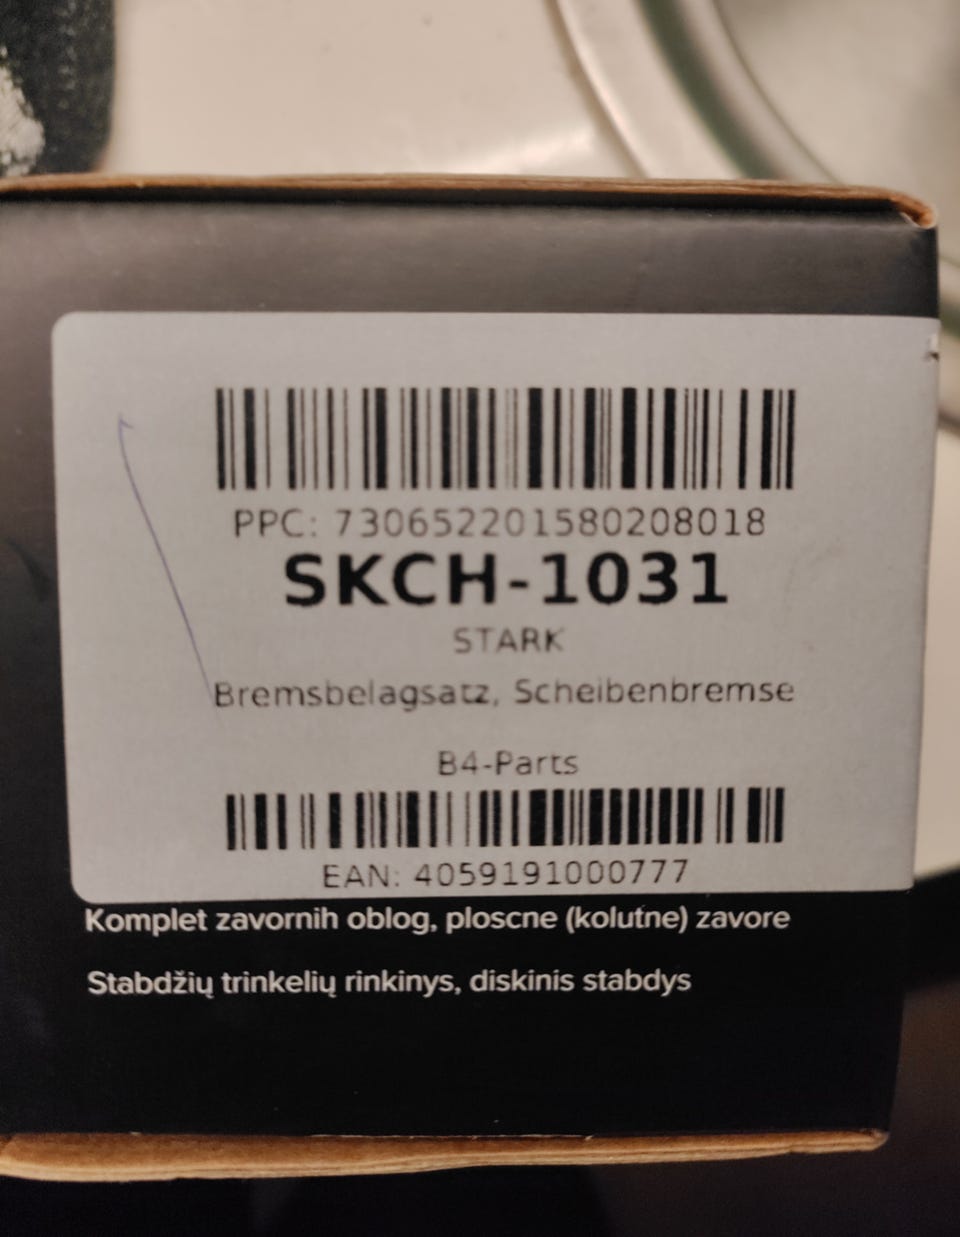 PPC: 730652201580208018
SKCH-1031
STARK
Bremsbelagsatz, Scheibenbremse
B4-Parts
EAN: 4059191000777
Komplet zavornih oblog, ploscne (kolutne) zavore
Stabdžių trinkelių rinkinys, diskinis stabdys